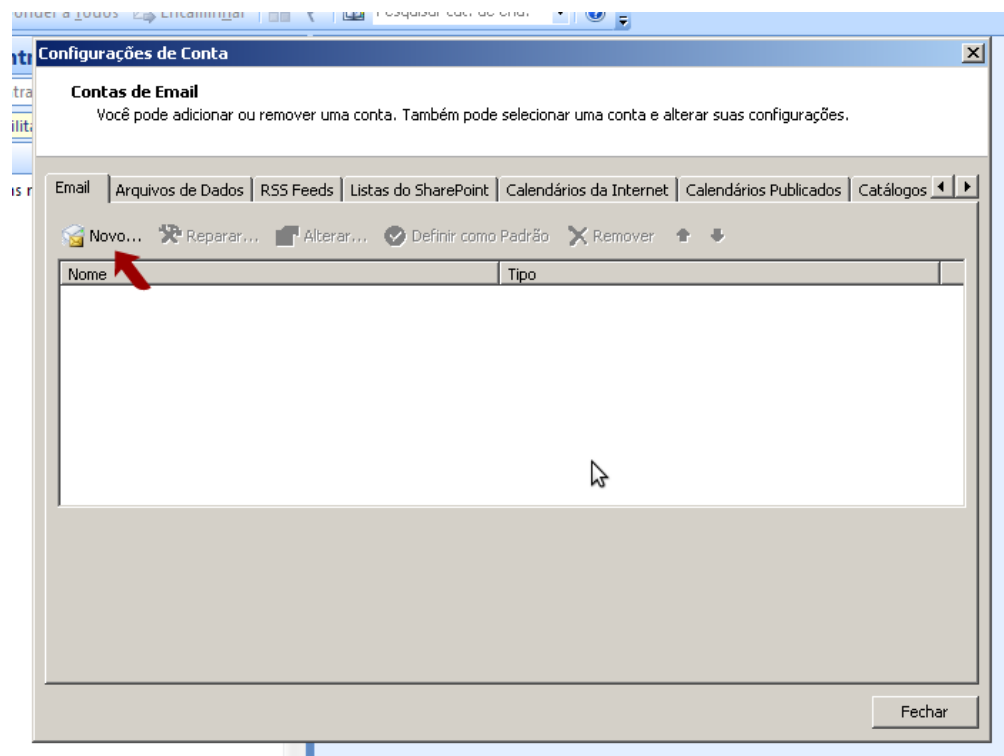 Configurações de Conta
Contas de Email
Você pode adicionar ou remover uma conta. Também pode selecionar uma conta e alterar suas configurações.
Email Arquivos de Dados RSS Feeds Listas do SharePoint Calendários da Internet Calendários Publicados Catálogos
Novo... Reparar... Alterar... Definir como Padrão Remover
Nome Tipo
Fechar